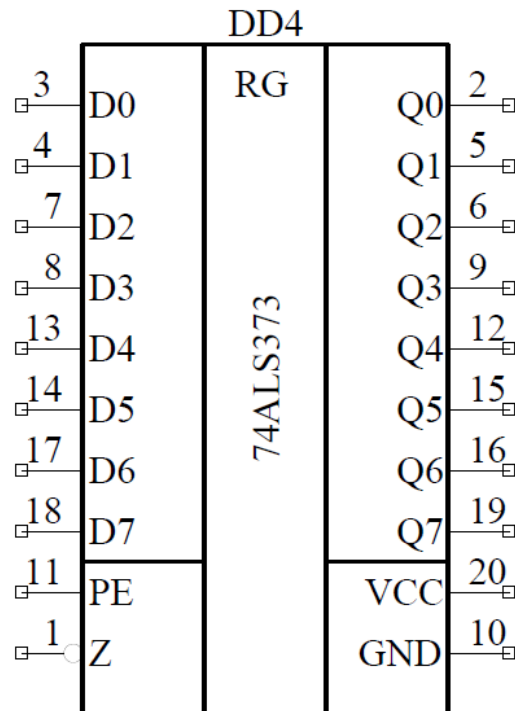 DD4
RG
3 D0 Q0 2
4 D1 Q1 5
7 D2 Q2 6
8 D3 Q3 9
13 D4 Q4 12
74ALS373
14 D5 Q5 15
17 D6 Q6 16
18 D7 Q7 19
11 PE VCC 20
1 Z GND 10